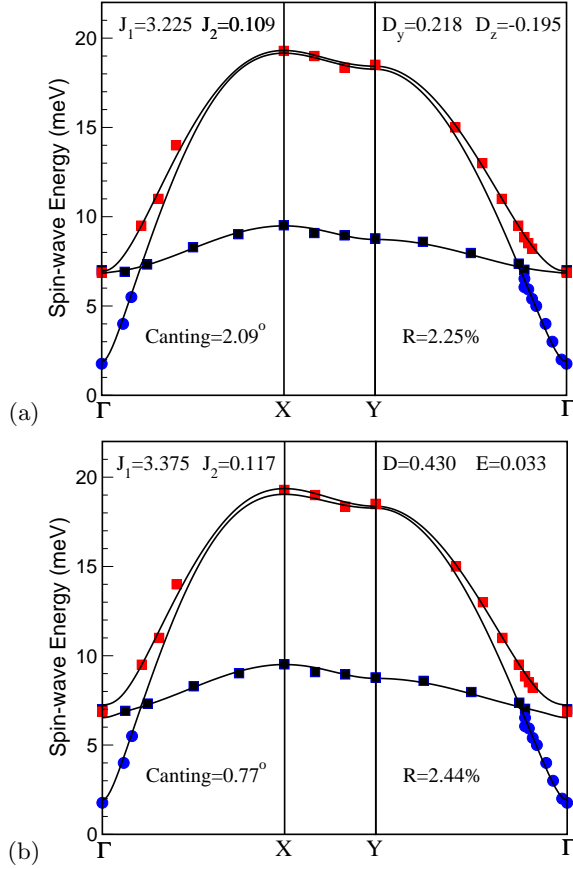 J1=3.225 J2=0.109 Dy=0.218 Dz=-0.195
20
15
10
5
0
Spin-wave Energy (meV)
Canting=2.09° R=2.25%
(a)
Γ X Y Γ
J1=3.375 J2=0.117 D=0.430 E=0.033
20
15
10
5
0
Spin-wave Energy (meV)
Canting=0.77° R=2.44%
(b)
Γ X Y Γ